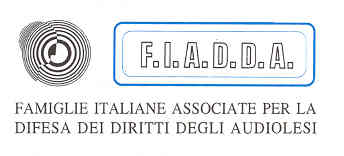 F.I.A.D.D.A.
FAMIGLIE ITALIANE ASSOCIATE PER LA
DIFESA DEI DIRITTI DEGLI AUDIOLESI